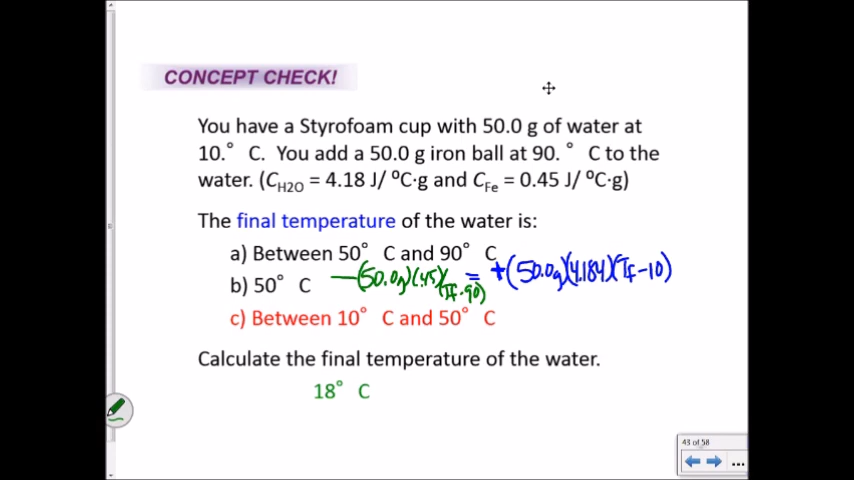 CONCEPT CHECK!
You have a Styrofoam cup with 50.0 g of water at
10.° C. You add a 50.0 g iron ball at 90. ° C to the
water. (C_H2O = 4.18 J/ °C·g and C_Fe = 0.45 J/ °C·g)
The final temperature of the water is:
a) Between 50° C and 90° C
b) 50° C
—(50.0g)(.45)(Tf-90) = +(50.0g)(4.184)(Tf-10)
c) Between 10° C and 50° C
Calculate the final temperature of the water.
18° C
43 of 58
...